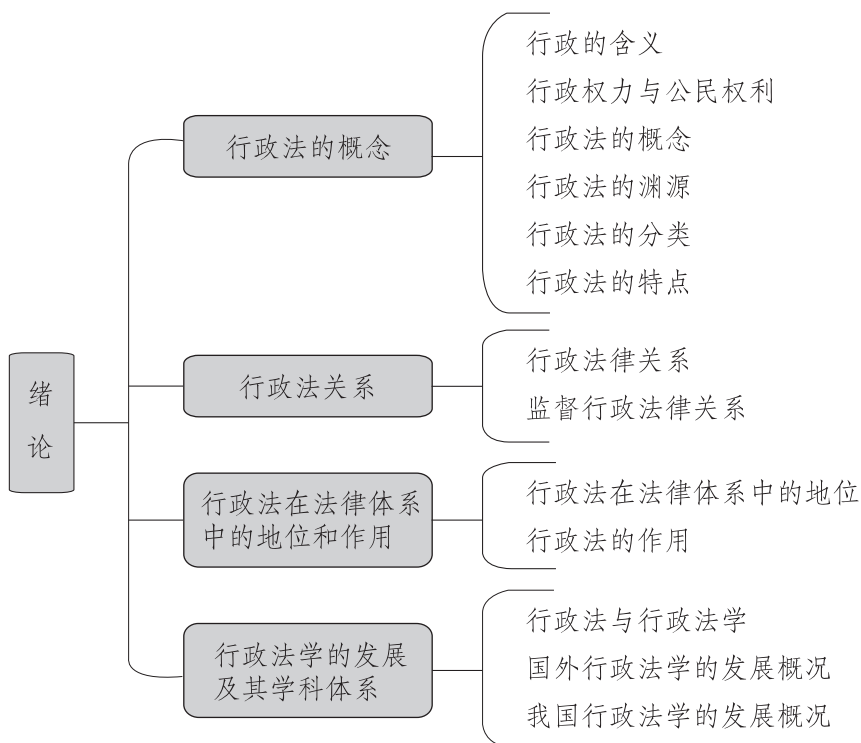 绪
论
行政法的概念
行政的含义
行政权力与公民权利
行政法的概念
行政法的渊源
行政法的分类
行政法的特点
行政法关系
行政法律关系
监督行政法律关系
行政法在法律体系
中的地位和作用
行政法在法律体系中的地位
行政法的作用
行政法学的发展
及其学科体系
行政法与行政法学
国外行政法学的发展概况
我国行政法学的发展概况